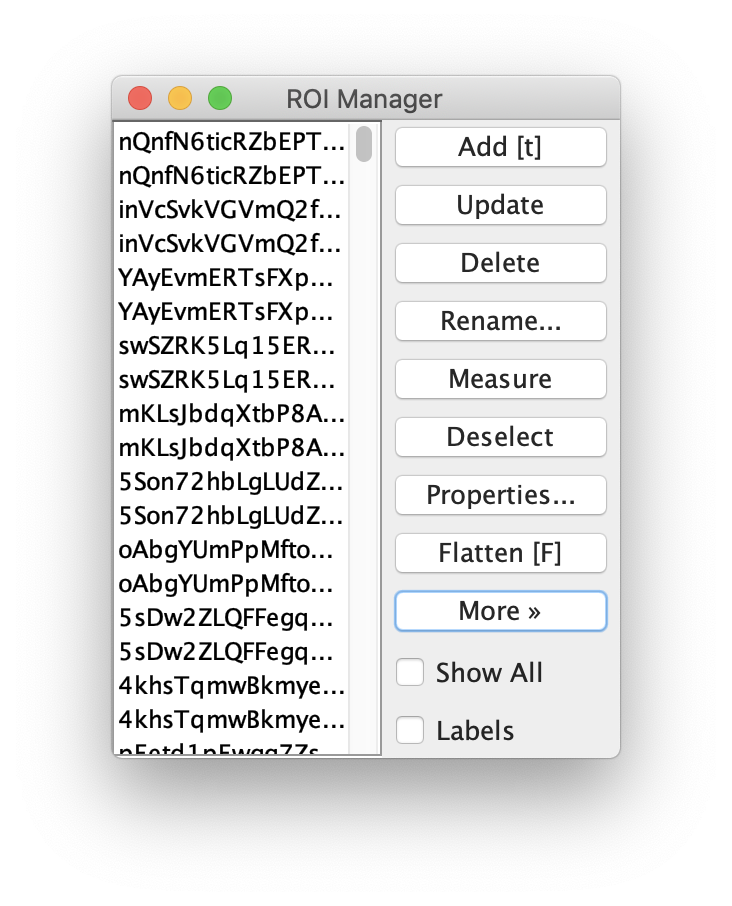 ROI Manager
nQnfN6ticRZbEPT...
nQnfN6ticRZbEPT...
inVcSvkVGVmQ2f...
inVcSvkVGVmQ2f...
YAyEvmERTsFXp...
YAyEvmERTsFXp...
swSZRK5Lq15ER...
swSZRK5Lq15ER...
mKLsJbdqXtbP8A...
mKLsJbdqXtbP8A...
5Son72hbLgLUdZ...
5Son72hbLgLUdZ...
oAbgYUmPpMfto...
oAbgYUmPpMfto...
5sDw2ZLQFFegq...
5sDw2ZLQFFegq...
4khsTqmwBkmye...
4khsTqmwBkmye...
Add [t]
Update
Delete
Rename...
Measure
Deselect
Properties...
Flatten [F]
More »
Show All
Labels